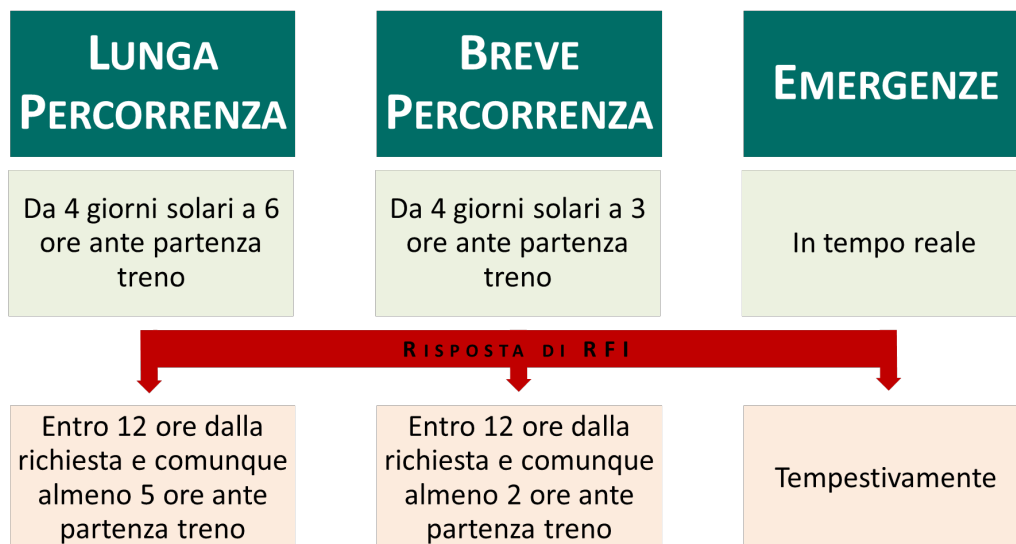 LUNGA
PERCORRENZA
BREVE
PERCORRENZA
EMERGENZE
Da 4 giorni solari a 6
ore ante partenza
treno
Da 4 giorni solari a 3
ore ante partenza
treno
In tempo reale
RISPOSTA DI RFI
Entro 12 ore dalla
richiesta e comunque
almeno 5 ore ante
partenza treno
Entro 12 ore dalla
richiesta e comunque
almeno 2 ore ante
partenza treno
Tempestivamente